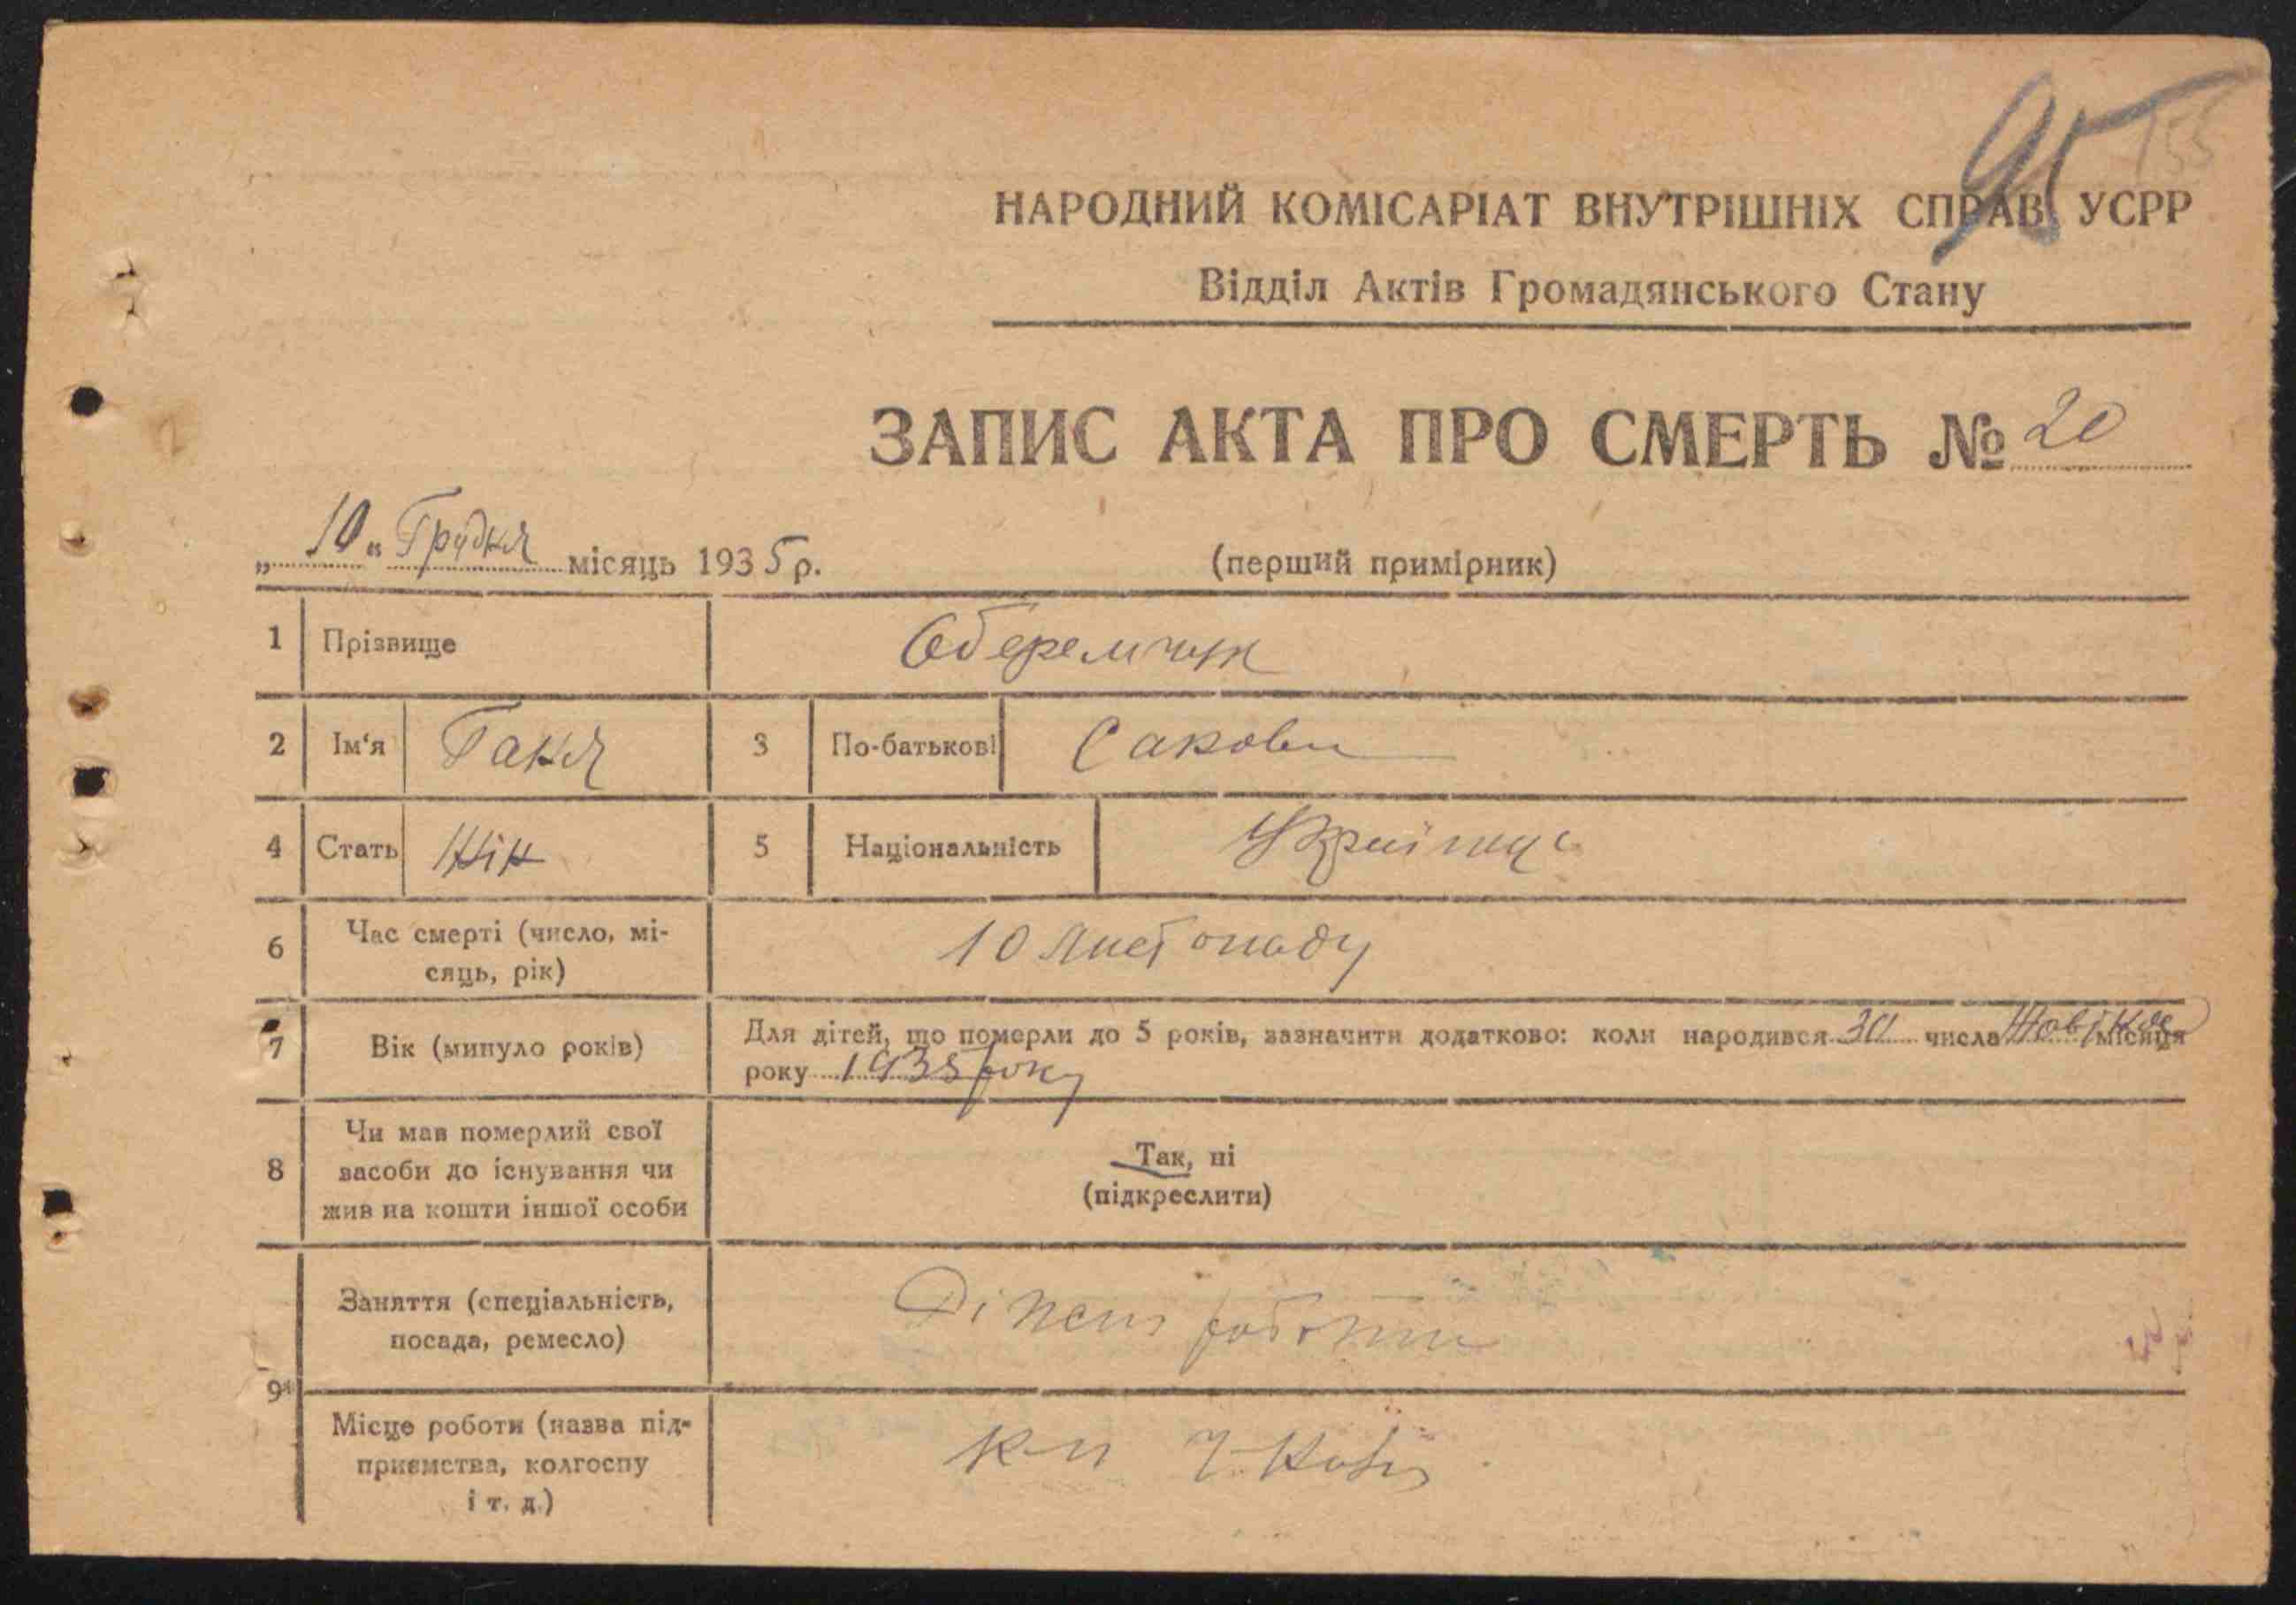 95 155
НАРОДНИЙ КОМІСАРІАТ ВНУТРІШНІХ СПРАВ УСРР
Відділ Актів Громадянського Стану
ЗАПИС АКТА ПРО СМЕРТЬ № 20
„10“ Грудня місяць 1935 р.
(перший примірник)
1 Прізвище Оберемчук
2 Ім‘я Ганя 3 По-батькові Сакови
4 Стать Жін 5 Національність
6 Час смерті (число, мі-
сяць, рік) 10 Листопаду
7 Вік (минуло років) Для дітей, що померли до 5 років, зазначити додатково: коли народився 30 числа Жовтня місяця
року 1935 року
8 Чи мав померлий свої
засоби до існування чи
жив на кошти іншої особи
Так, ні
(підкреслити)
9 Заняття (спеціальність,
посада, ремесло)
Місце роботи (назва під-
приємства, колгоспу
і т. д.)